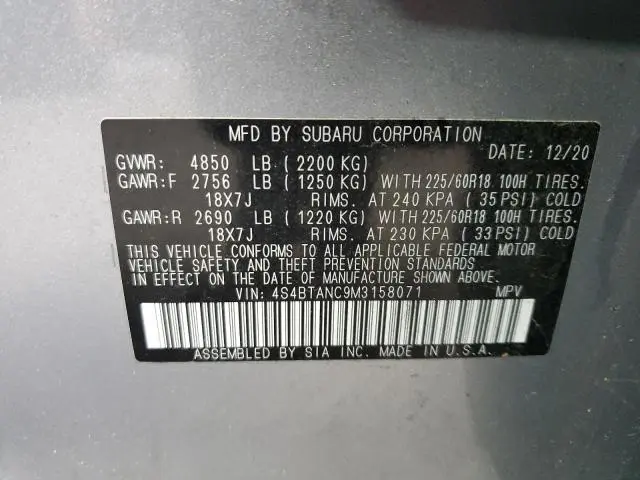 MFD BY SUBARU CORPORATION
DATE: 12/20
GVWR: 4850 LB (2200 KG)
GAWR:F 2756 LB (1250 KG) WITH 225/60R18 100H TIRES.
18X7J RIMS. AT 240 KPA (35 PSI) COLD
GAWR:R 2690 LB (1220 KG) WITH 225/60R18 100H TIRES.
18X7J RIMS. AT 230 KPA (33 PSI) COLD
THIS VEHICLE CONFORMS TO ALL APPLICABLE FEDERAL MOTOR
VEHICLE SAFETY AND THEFT PREVENTION STANDARDS
IN EFFECT ON THE DATE OF MANUFACTURE SHOWN ABOVE.
VIN: 4S4BTANC9M3158071 MPV
ASSEMBLED BY SIA INC. MADE IN U.S.A.